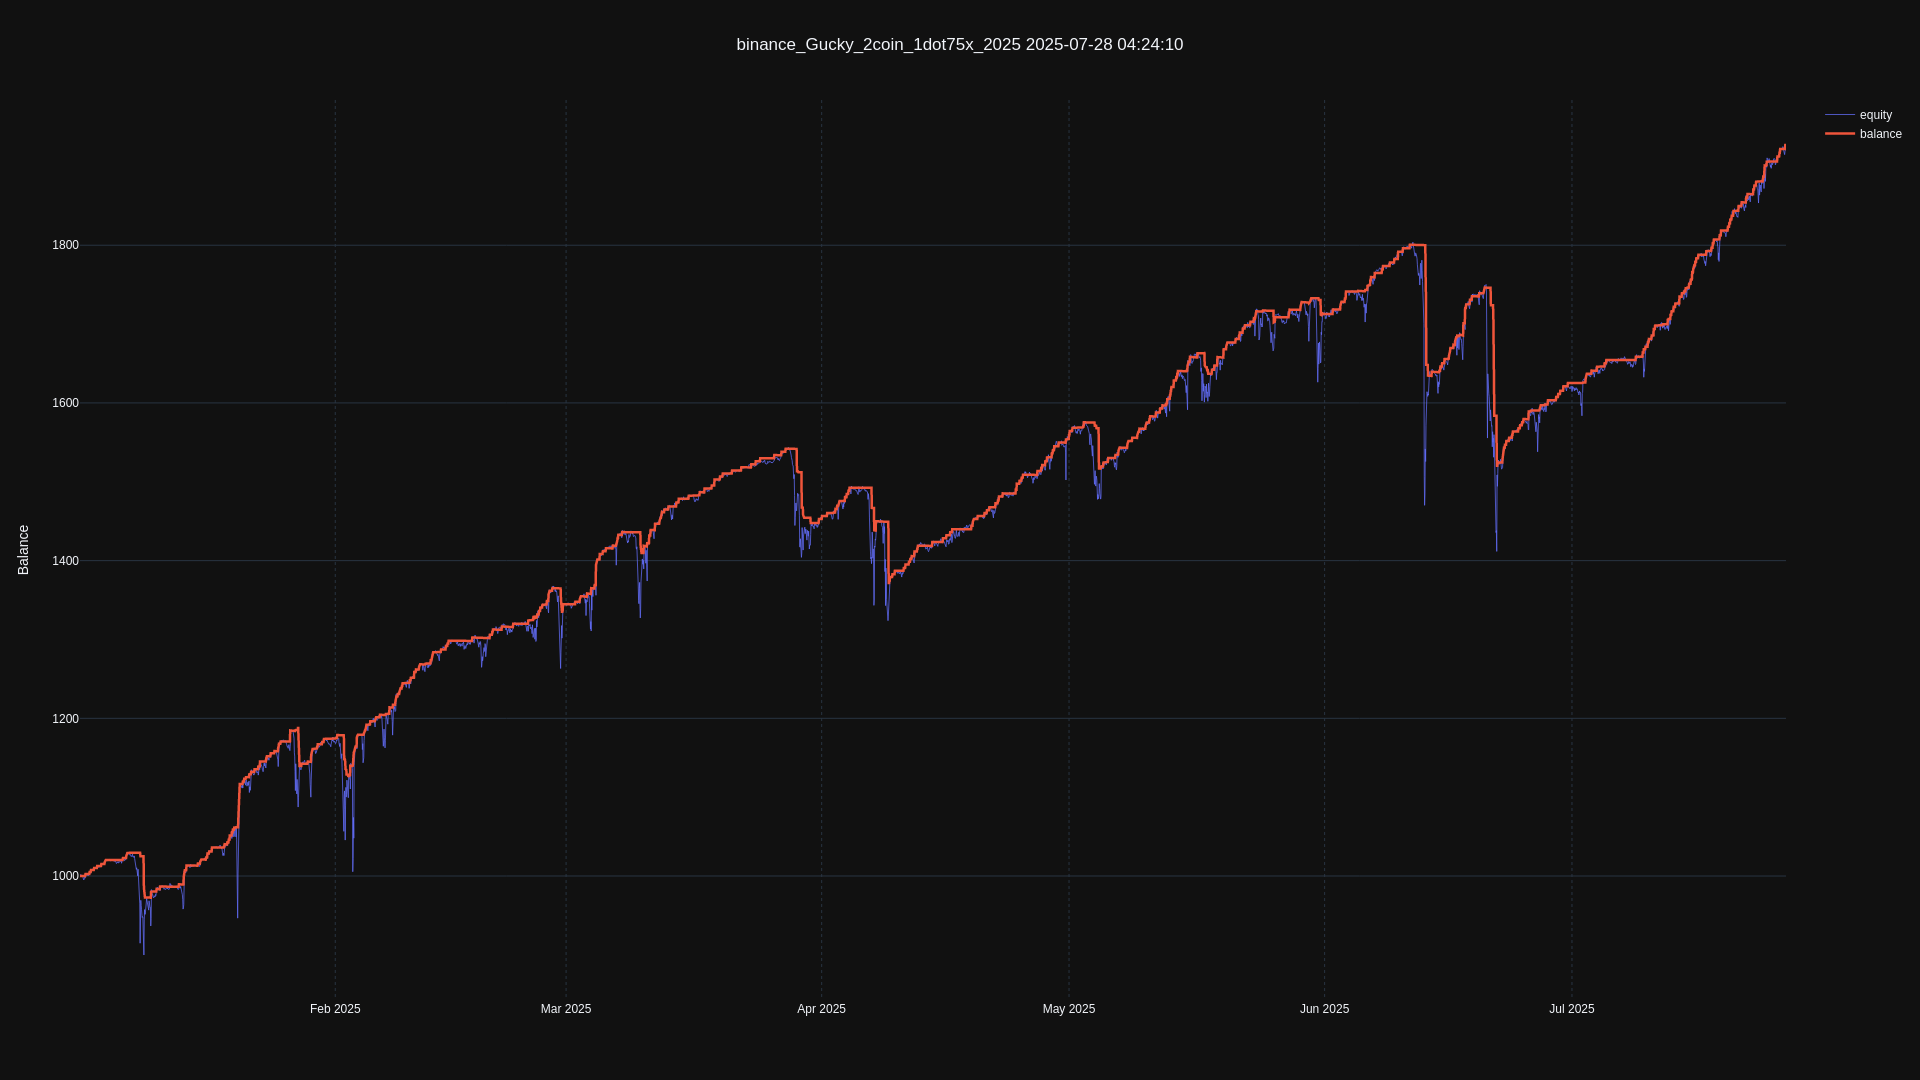 binance_Gucky_2coin_1dot75x_2025 2025-07-28 04:24:10
equity
balance
Balance
1800
1600
1400
1200
1000
Feb 2025
Mar 2025
Apr 2025
May 2025
Jun 2025
Jul 2025